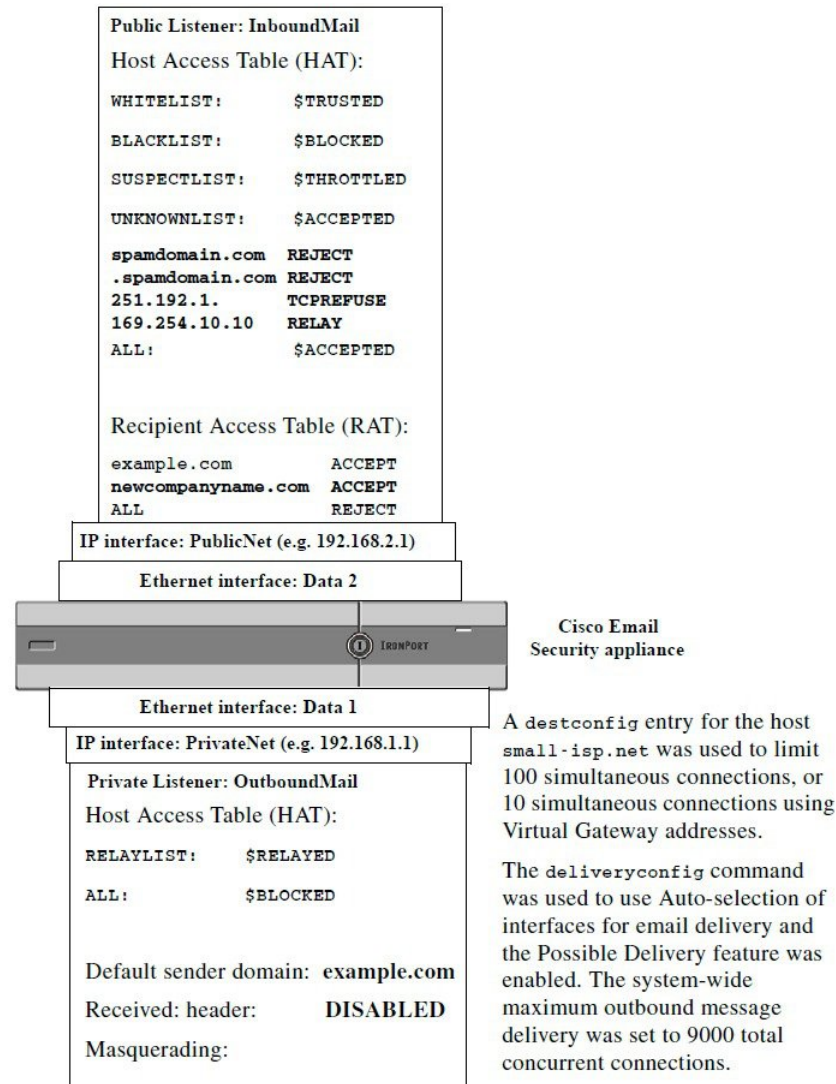 Public Listener: InboundMail
Host Access Table (HAT):
WHITELIST: $TRUSTED
BLACKLIST: $BLOCKED
SUSPECTLIST: $THROTTLED
UNKNOWNLIST: $ACCEPTED
spamdomain.com REJECT
.spamdomain.com REJECT
251.192.1. TCPREFUSE
169.254.10.10 RELAY
ALL: $ACCEPTED
Recipient Access Table (RAT):
example.com ACCEPT
newcompanyname.com ACCEPT
ALL REJECT
IP interface: PublicNet (e.g. 192.168.2.1)
Ethernet interface: Data 2
IRONPORT
Cisco Email
Security appliance
Ethernet interface: Data 1
IP interface: PrivateNet (e.g. 192.168.1.1)
Private Listener: OutboundMail
Host Access Table (HAT):
RELAYLIST: $RELAYED
ALL: $BLOCKED
Default sender domain: example.com
Received: header: DISABLED
Masquerading:
A destconfig entry for the host
small-isp.net was used to limit
100 simultaneous connections, or
10 simultaneous connections using
Virtual Gateway addresses.
The deliveryconfig command
was used to use Auto-selection of
interfaces for email delivery and
the Possible Delivery feature was
enabled. The system-wide
maximum outbound message
delivery was set to 9000 total
concurrent connections.